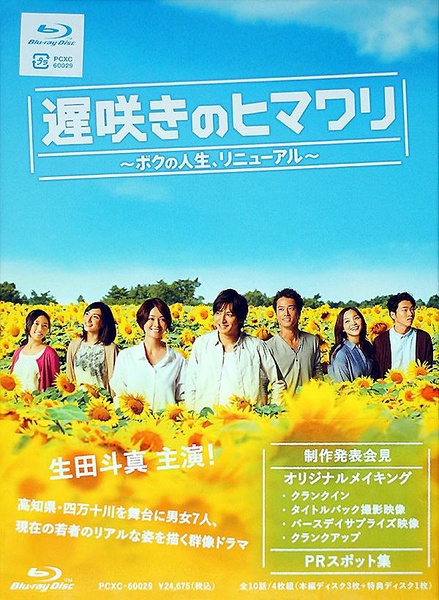 Blu-ray Disc
PCXC
60029
プラ
遅咲きのヒマワリ
～ボクの人生、リニューアル～
生田斗真 主演!
高知県・四万十川を舞台に男女7人、
現在の若者のリアルな姿を描く群像ドラマ
制作発表会見
オリジナルメイキング
・クランクイン
・タイトルバック撮影映像
・バースデイサプライズ映像
・クランクアップ
PRスポット集
Blu-ray Disc TM
PCXC-60029 ￥24,675(税込) 全10話/4枚組(本編ディスク3枚+特典ディスク1枚)